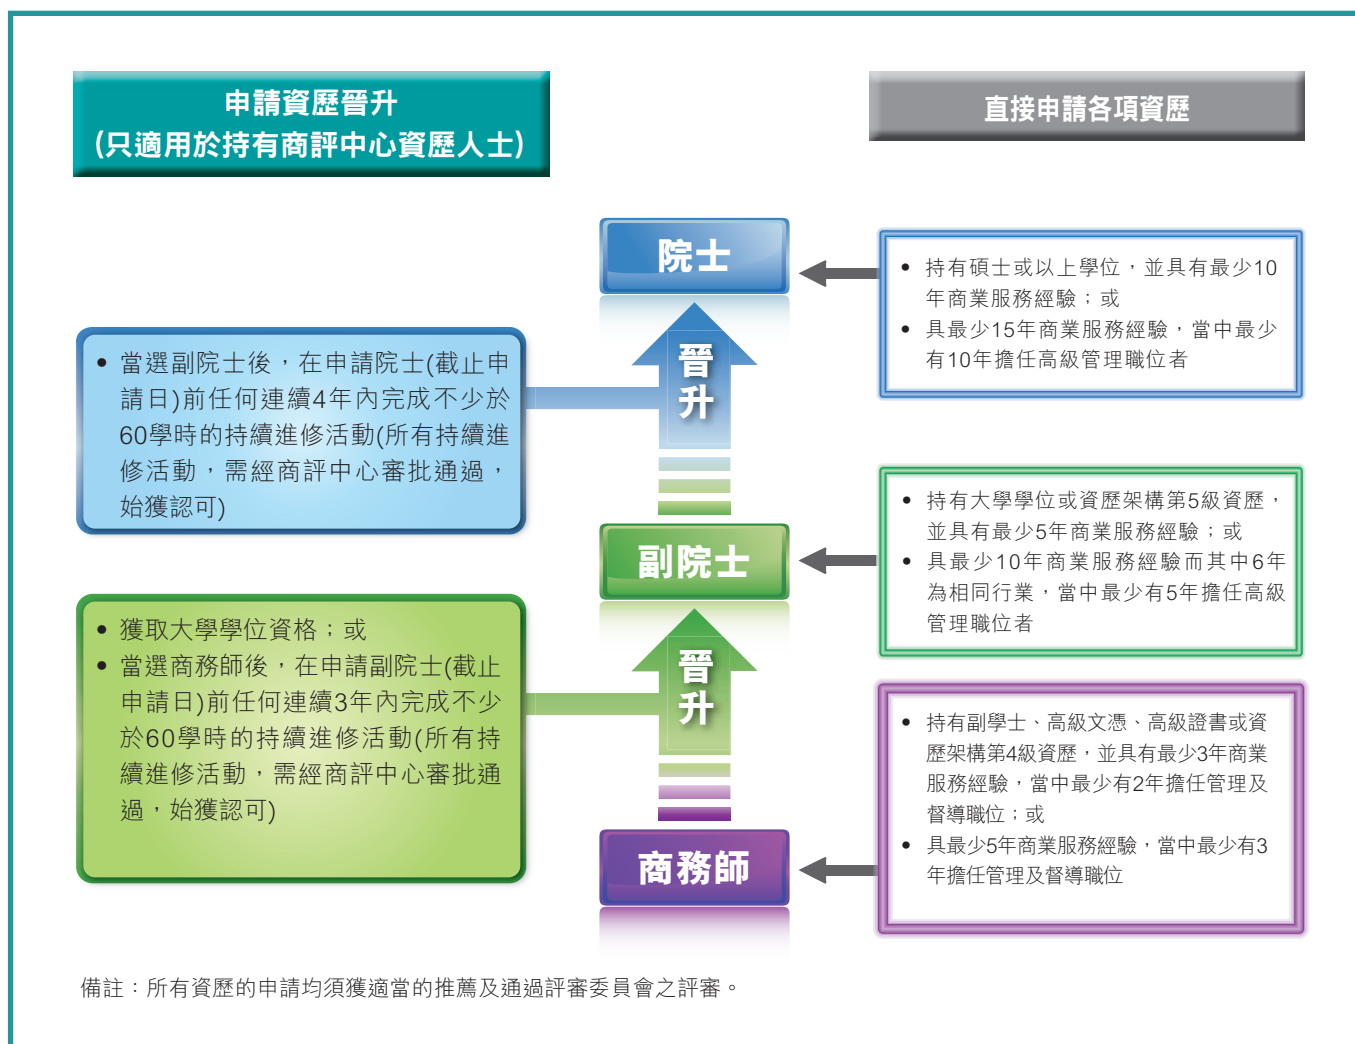 申請資歷晉升
(只適用於持有商評中心資歷人士)
直接申請各項資歷
院士
• 持有碩士或以上學位，並具有最少10
年商業服務經驗；或
• 具最少15年商業服務經驗，當中最少
有10年擔任高級管理職位者
晉
升
• 當選副院士後，在申請院士(截止申
請日)前任何連續4年內完成不少於
60學時的持續進修活動(所有持續進
修活動，需經商評中心審批通過，
始獲認可)
副院士
• 持有大學學位或資歷架構第5級資歷，
並具有最少5年商業服務經驗；或
• 具最少10年商業服務經驗而其中6年
為相同行業，當中最少有5年擔任高級
管理職位者
晉
升
• 獲取大學學位資格；或
• 當選商務師後，在申請副院士(截止
申請日)前任何連續3年內完成不少
於60學時的持續進修活動(所有持
續進修活動，需經商評中心審批通
過，始獲認可)
商務師
• 持有副學士、高級文憑、高級證書或資
歷架構第4級資歷，並具有最少3年商業
服務經驗，當中最少有2年擔任管理及
督導職位；或
• 具最少5年商業服務經驗，當中最少有3
年擔任管理及督導職位
備註：所有資歷的申請均須獲適當的推薦及通過評審委員會之評審。